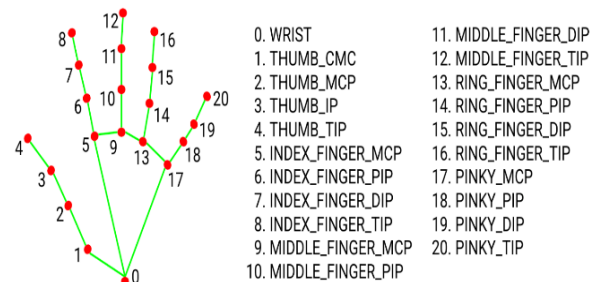 12
8
16
11
7
15
20
6
10
14
19
4
5
9
13
18
3
17
2
1
0
0. WRIST
1. THUMB_CMC
2. THUMB_MCP
3. THUMB_IP
4. THUMB_TIP
5. INDEX_FINGER_MCP
6. INDEX_FINGER_PIP
7. INDEX_FINGER_DIP
8. INDEX_FINGER_TIP
9. MIDDLE_FINGER_MCP
10. MIDDLE_FINGER_PIP
11. MIDDLE_FINGER_DIP
12. MIDDLE_FINGER_TIP
13. RING_FINGER_MCP
14. RING_FINGER_PIP
15. RING_FINGER_DIP
16. RING_FINGER_TIP
17. PINKY_MCP
18. PINKY_PIP
19. PINKY_DIP
20. PINKY_TIP